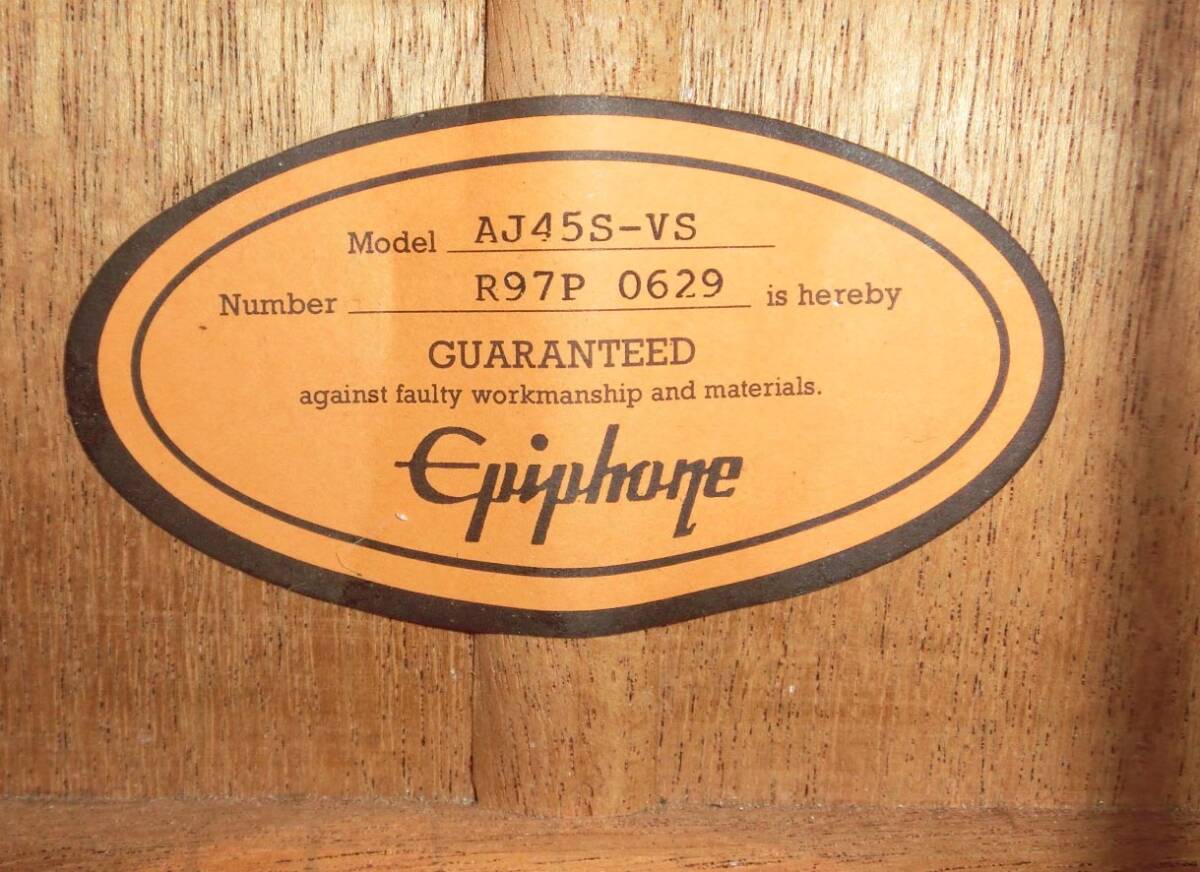 Model AJ45S-VS
Number R97P 0629 is hereby
GUARANTEED
against faulty workmanship and materials.
Epiphone